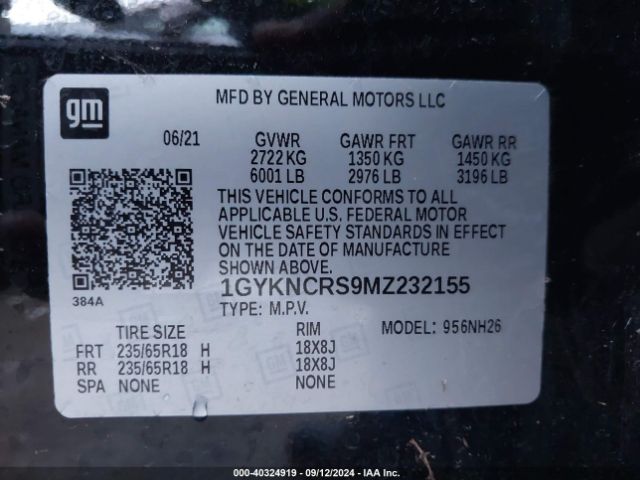 gm
MFD BY GENERAL MOTORS LLC
06/21 GVWR GAWR FRT GAWR RR
2722 KG 1350 KG 1450 KG
6001 LB 2976 LB 3196 LB
THIS VEHICLE CONFORMS TO ALL
APPLICABLE U.S. FEDERAL MOTOR
VEHICLE SAFETY STANDARDS IN EFFECT
ON THE DATE OF MANUFACTURE
SHOWN ABOVE.
384A
1GYKNCRS9MZ232155
TYPE: M.P.V.
TIRE SIZE RIM MODEL: 956NH26
FRT 235/65R18 H 18X8J
RR 235/65R18 H 18X8J
SPA NONE NONE
000-40324919 - 09/12/2024 - IAA Inc.